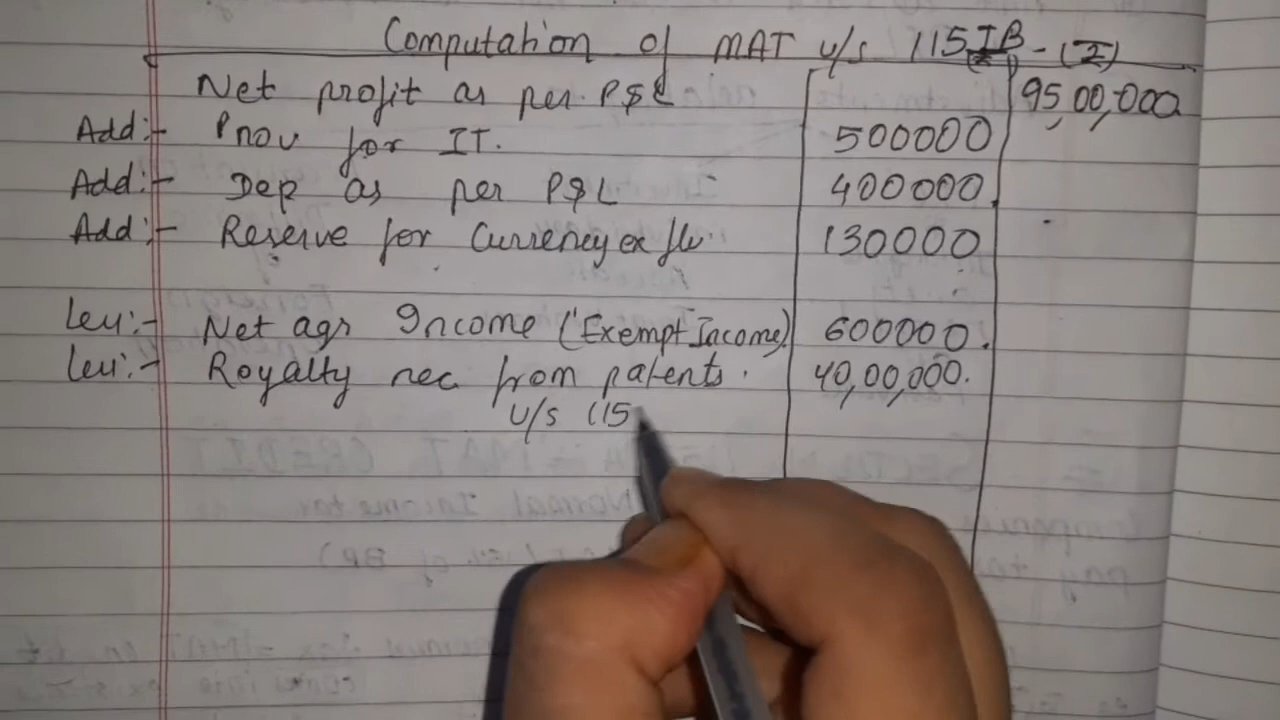 Computation of MAT u/s 115JB - (I)
Net profit as per P&L 95,00,000
Add:- Prov for IT. 500000
Add:- Dep as per P&L 400000
Add:- Reserve for Currency ex flu. 130000
Less:- Net agr Income (Exempt Income) 600000.
Less:- Royalty rec from patents. 40,00,000.
u/s 115